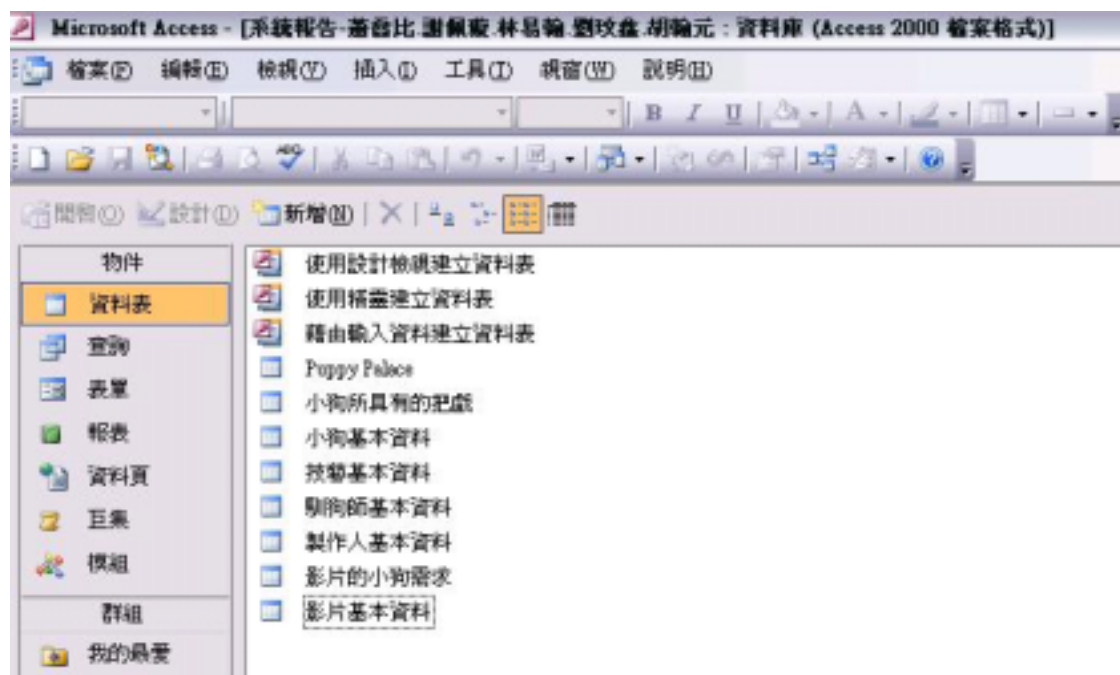 Microsoft Access - [系統報告-蕭 比.謝佩 .林易翰.劉玟鑫.胡翰元 : 資料庫 (Access 2000 檔案格式)]
檔案(F) 編輯(E) 檢視(V) 插入(I) 工具(T) 視窗(W) 說明(H)
B I U A
ABC
開啟(O) 設計(D) 新增(N)
物件
資料表
查詢
表單
報表
資料頁
巨集
模組
群組
我的最愛
使用設計檢視建立資料表
使用精靈建立資料表
藉由輸入資料建立資料表
Puppy Palace
小狗所具有的把戲
小狗基本資料
技藝基本資料
馴狗師基本資料
製作人基本資料
影片的小狗需求
影片基本資料